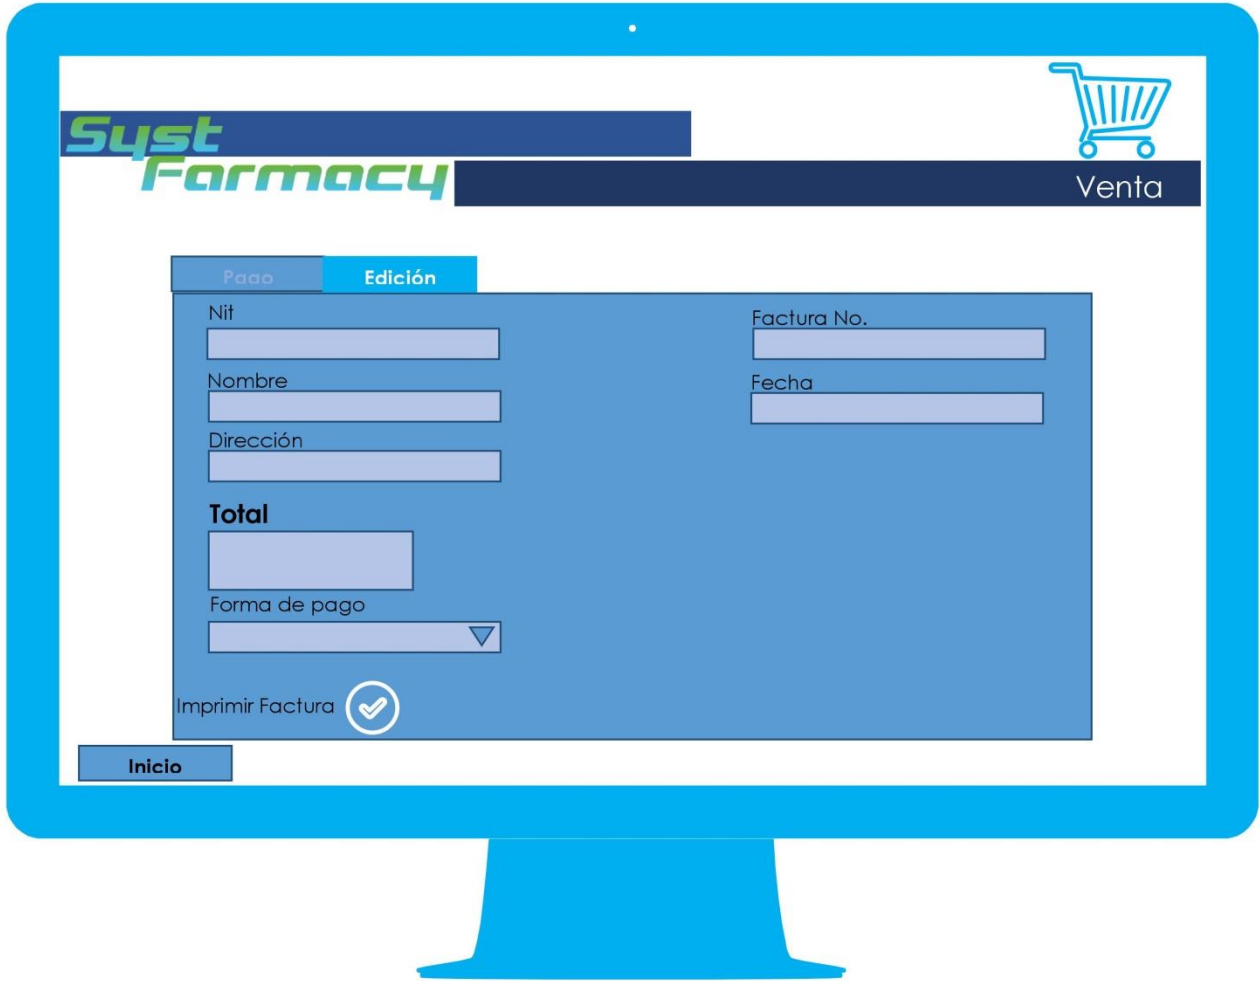 Syst
Farmacy
Venta
Pago
Edición
Nit
Factura No.
Nombre
Fecha
Dirección
Total
Forma de pago
Imprimir Factura
Inicio